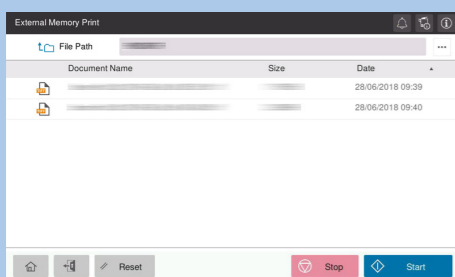 External Memory Print
File Path
Document Name Size Date
28/06/2018 09:39
28/06/2018 09:40
Reset Stop Start